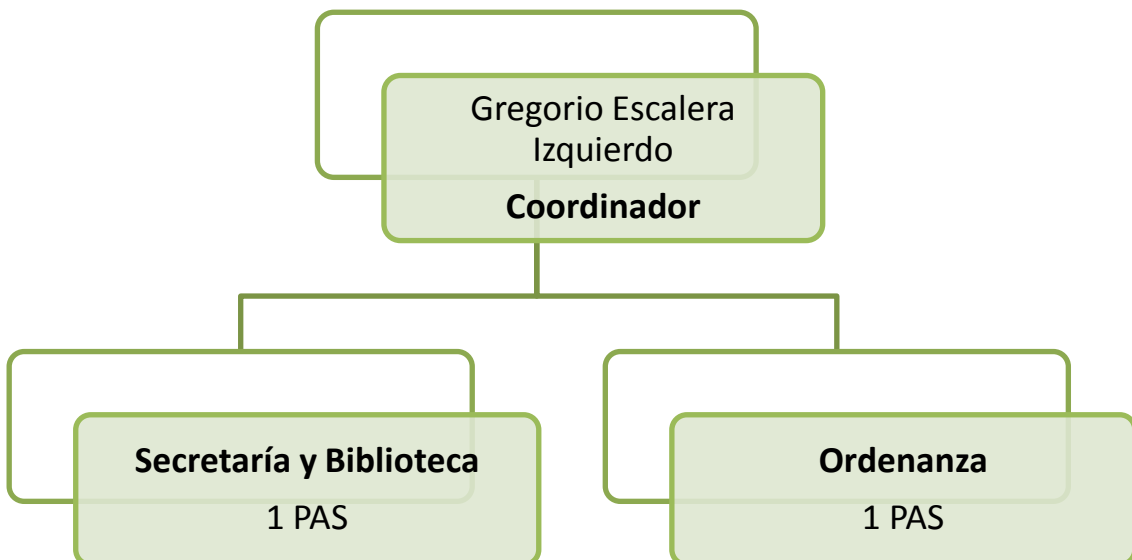 Gregorio Escalera
Izquierdo
Coordinador
Secretaría y Biblioteca
1 PAS
Ordenanza
1 PAS